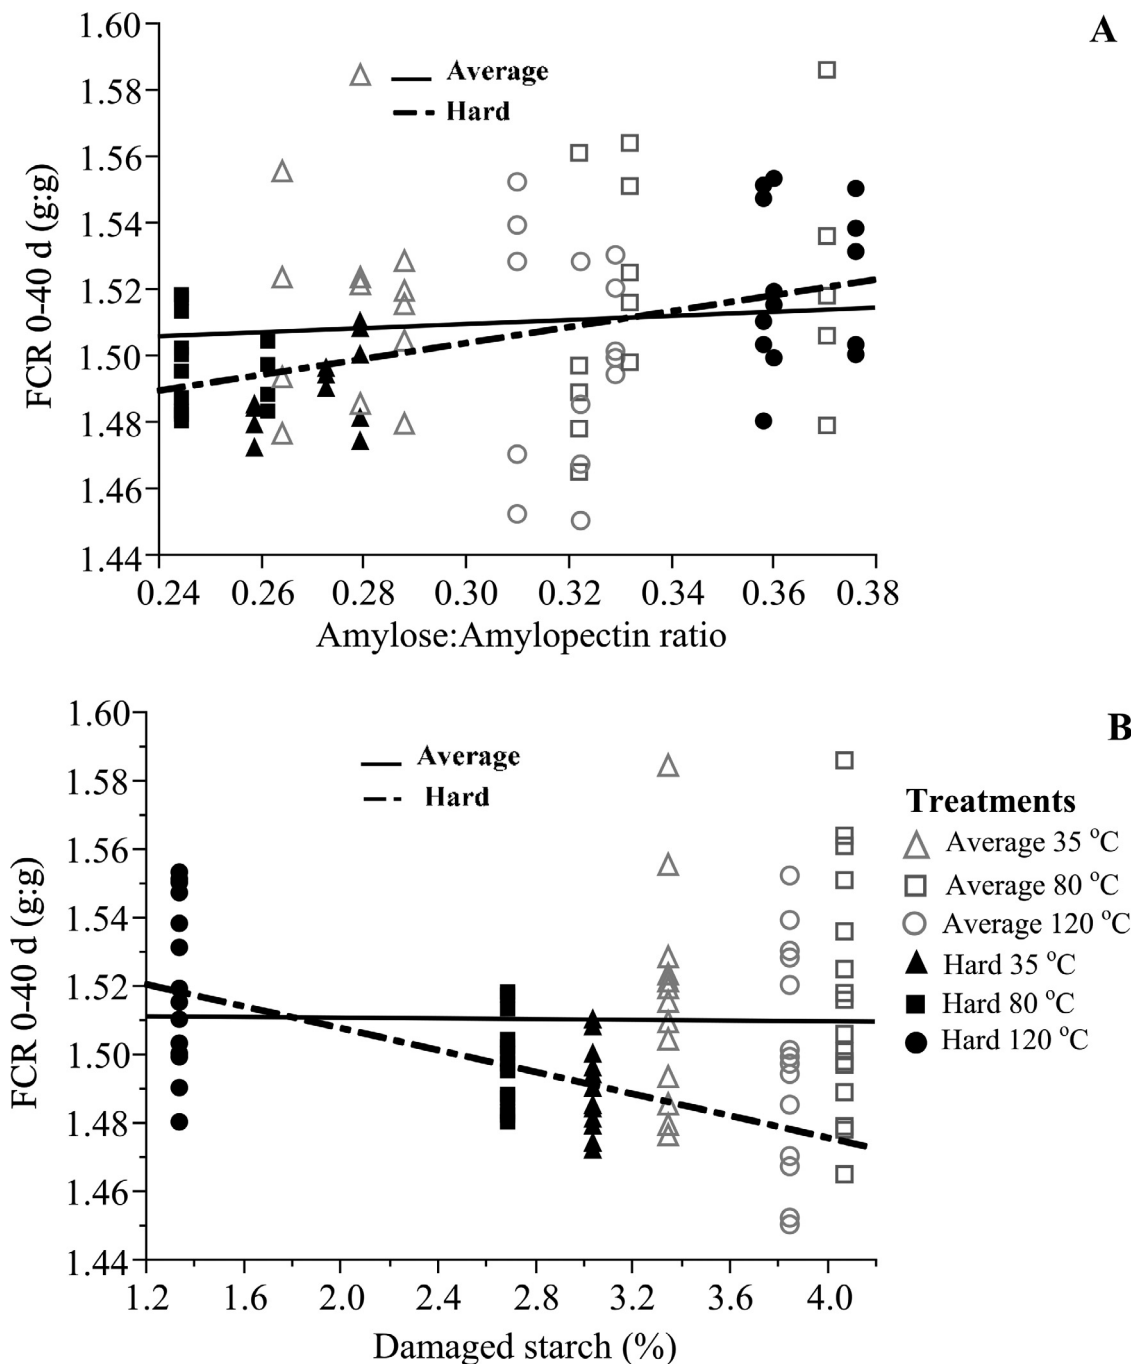 A
1.60
1.58
1.56
1.54
1.52
1.50
1.48
1.46
1.44
FCR 0-40 d (g:g)
Average
Hard
0.24 0.26 0.28 0.30 0.32 0.34 0.36 0.38
Amylose:Amylopectin ratio
B
1.60
1.58
1.56
1.54
1.52
1.50
1.48
1.46
1.44
FCR 0-40 d (g:g)
Average
Hard
1.2 1.6 2.0 2.4 2.8 3.2 3.6 4.0
Damaged starch (%)
Treatments
Average 35 °C
Average 80 °C
Average 120 °C
Hard 35 °C
Hard 80 °C
Hard 120 °C